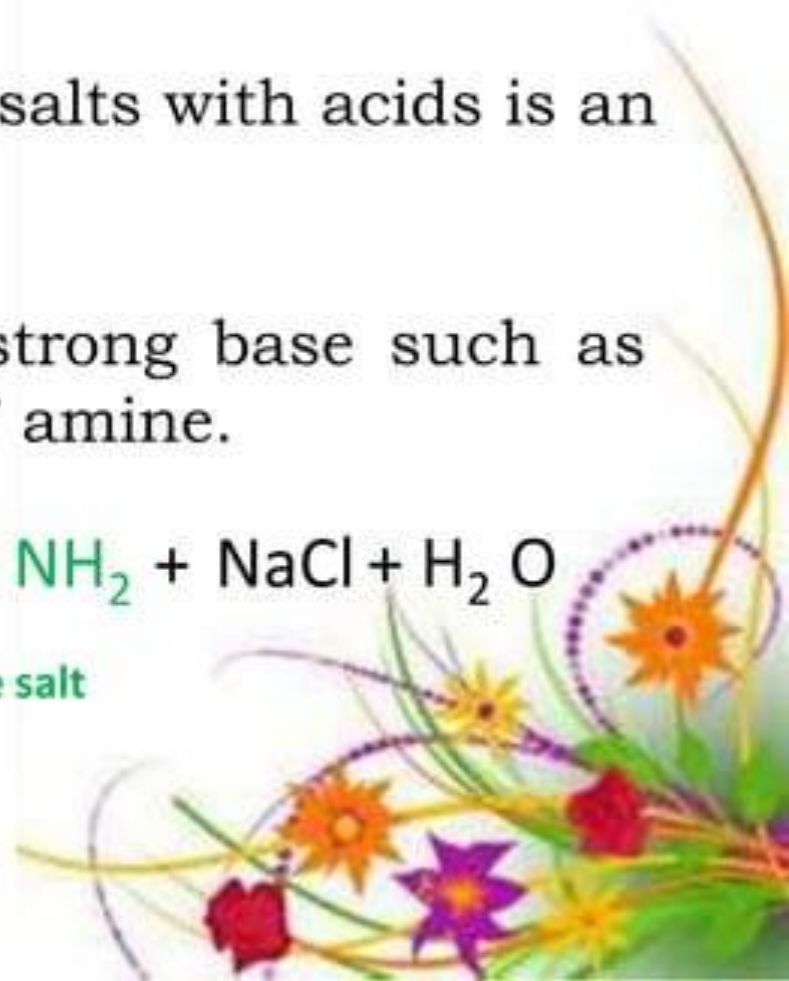 salts with acids is an
strong base such as
amine.
NH₂ + NaCl + H₂ O
salt